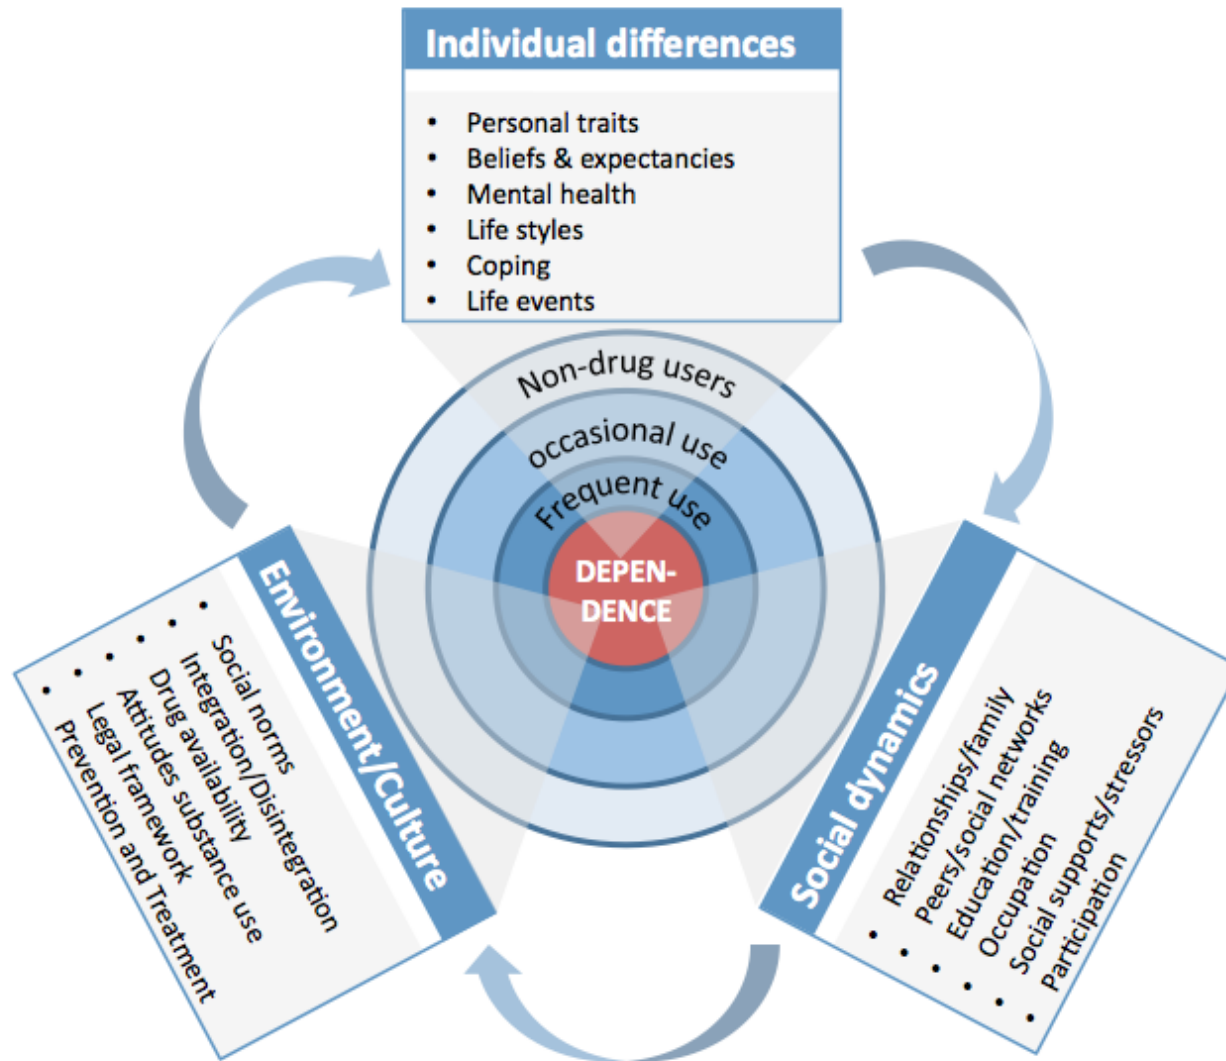 Individual differences
• Personal traits
• Beliefs & expectancies
• Mental health
• Life styles
• Coping
• Life events
Non-drug users
occasional use
Frequent use
DEPEN-
DENCE
Environment/Culture
• Social norms
• Integration/Disintegration
• Drug availability
• Attitudes substance use
• Legal framework
• Prevention and Treatment
Social dynamics
• Relationships/family
• Peers/social networks
• Education/training
• Occupation
• Social supports/stressors
• Participation